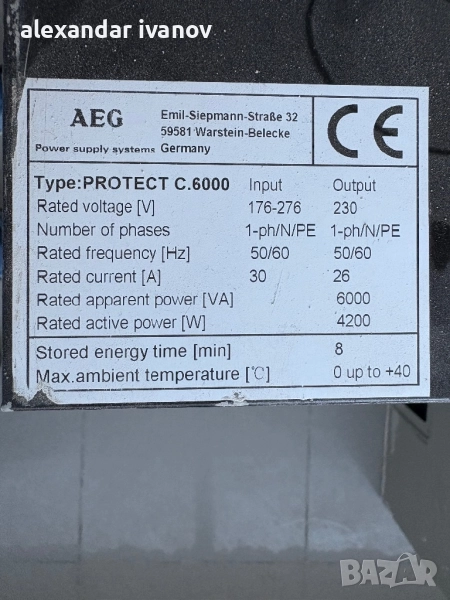 alexandar ivanov
AEG
Power supply systems
Emil-Siepmann-Straße 32
59581 Warstein-Belecke
Germany
CE
Type:PROTECT C.6000 Input Output
Rated voltage [V] 176-276 230
Number of phases 1-ph/N/PE 1-ph/N/PE
Rated frequency [Hz] 50/60 50/60
Rated current [A] 30 26
Rated apparent power [VA] 6000
Rated active power [W] 4200
Stored energy time [min] 8
Max.ambient temperature [℃] 0 up to +40
BAZAR